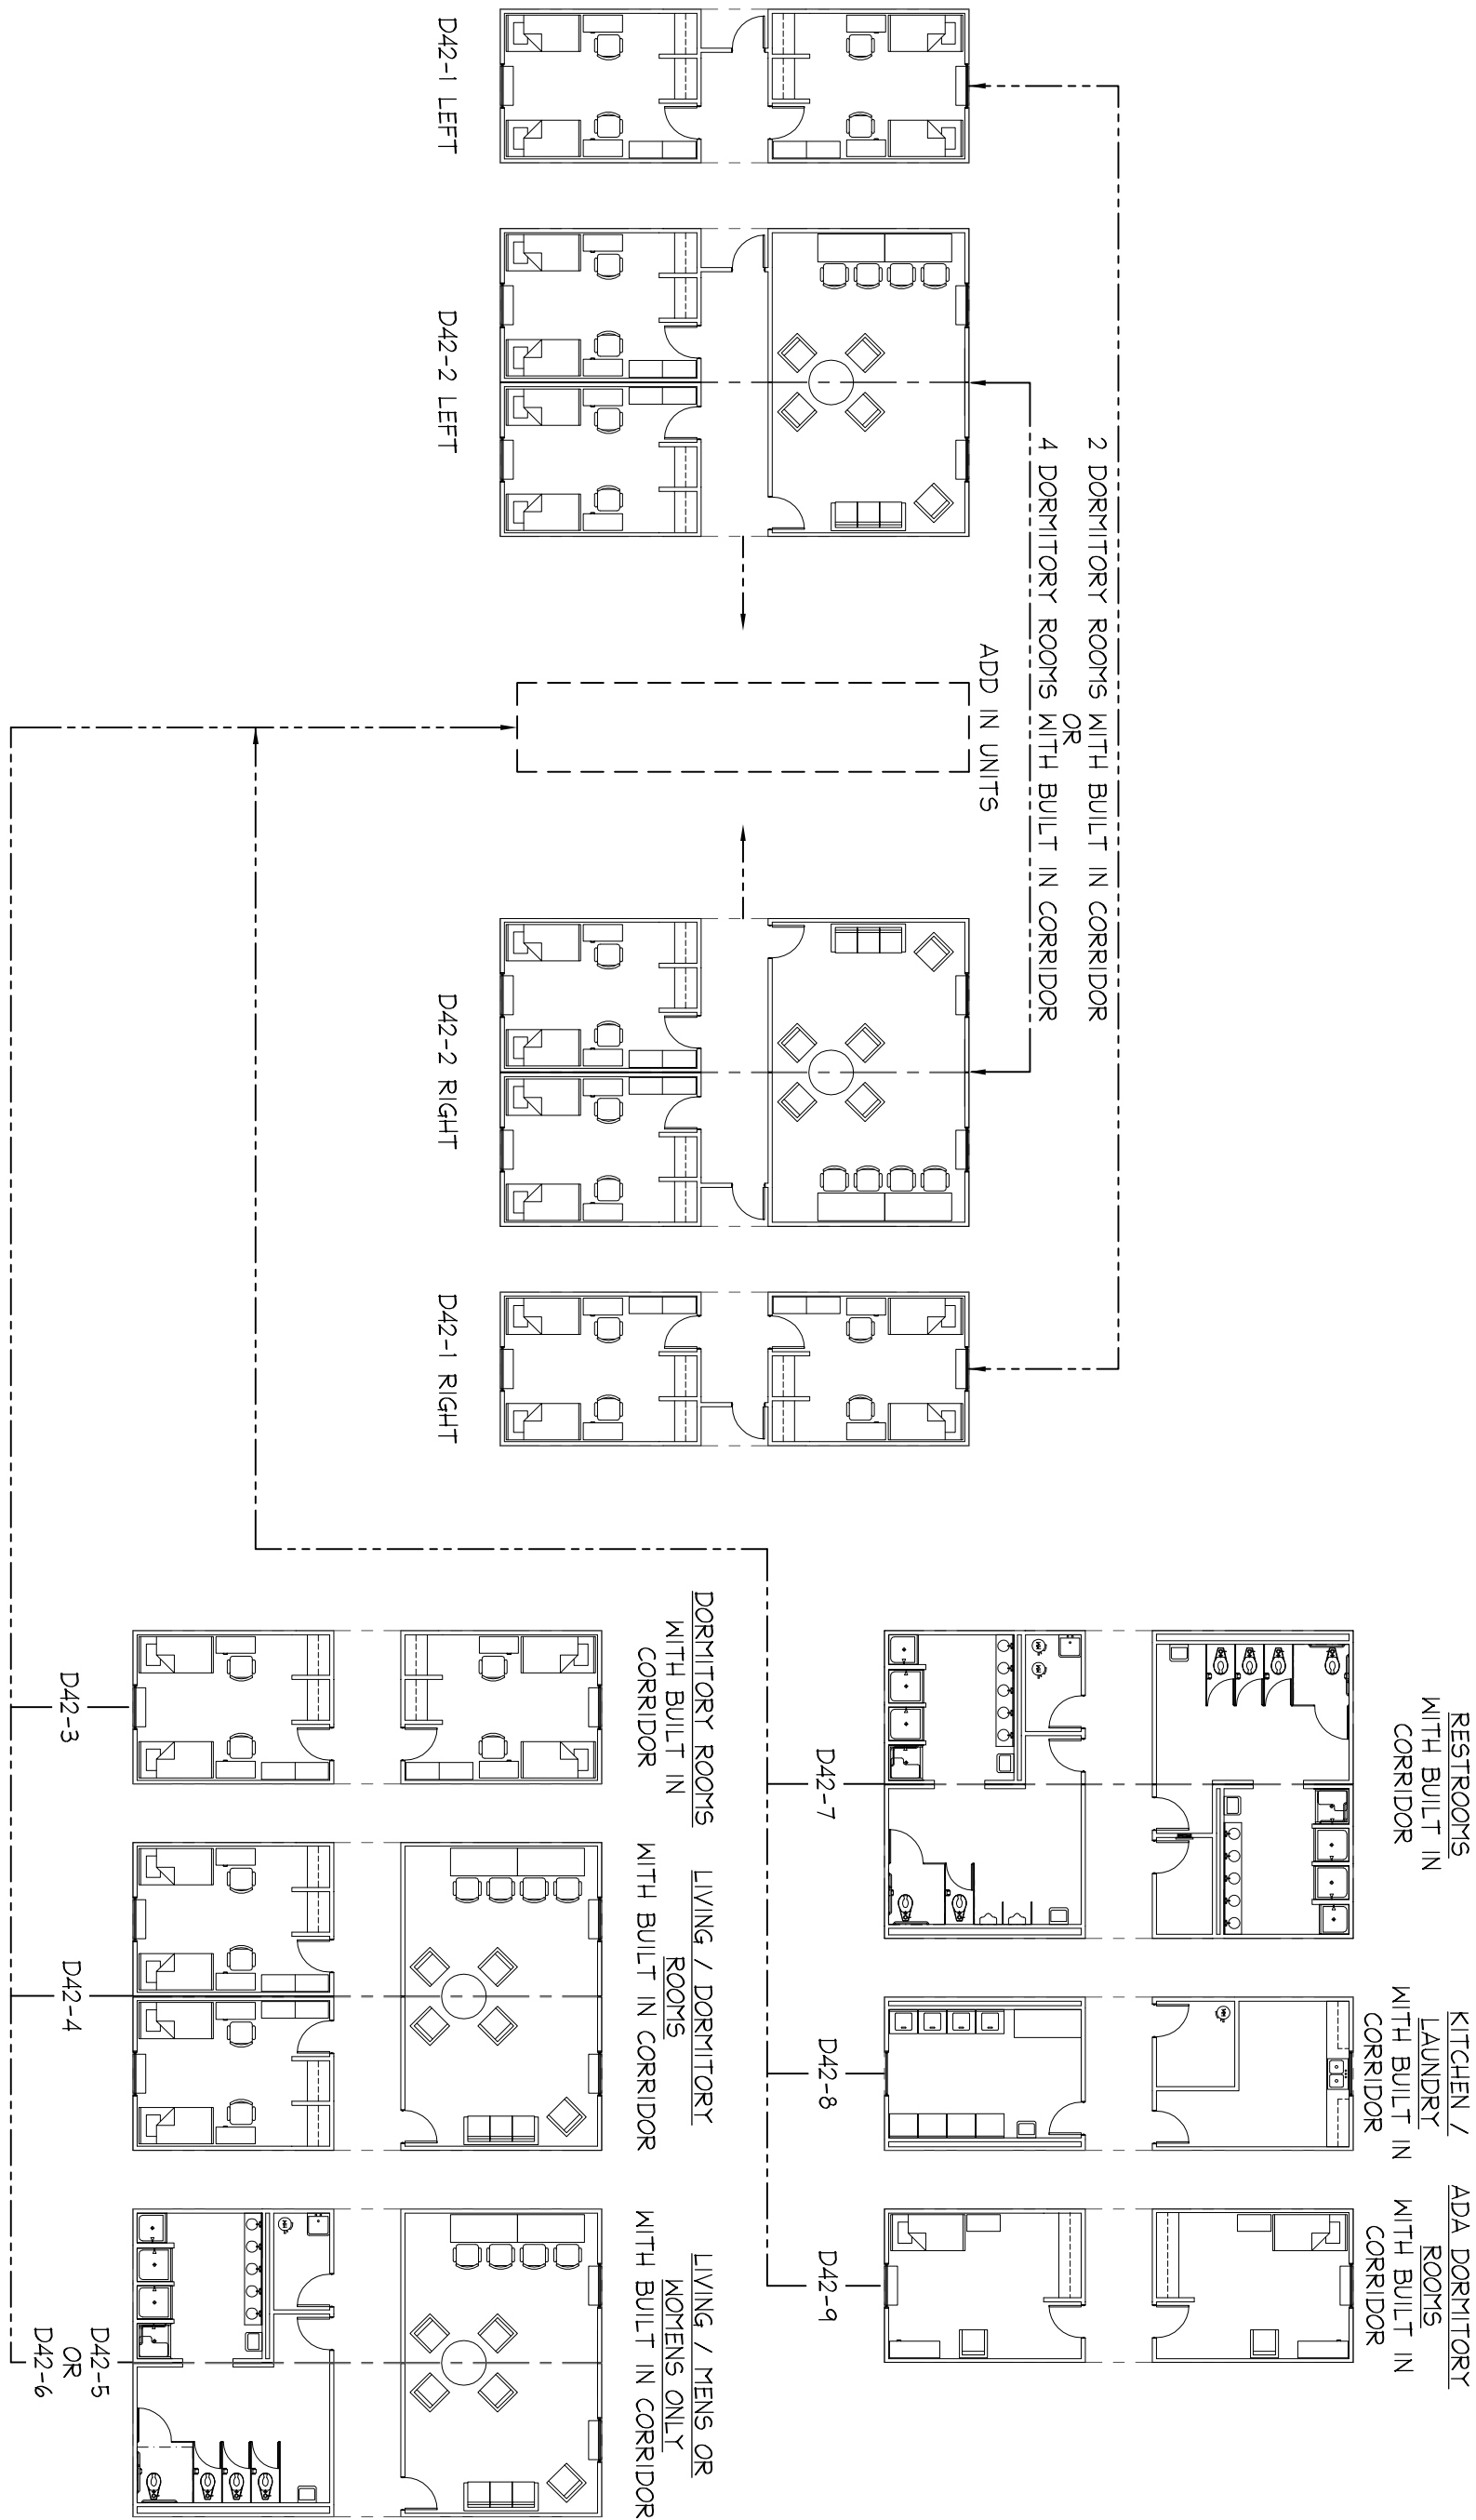 2 DORMITORY ROOMS WITH BUILT IN CORRIDOR
OR
4 DORMITORY ROOMS WITH BUILT IN CORRIDOR
ADD IN UNITS
D42-1 LEFT
D42-2 LEFT
D42-2 RIGHT
D42-1 RIGHT
RESTROOMS
WITH BUILT IN
CORRIDOR
KITCHEN /
LAUNDRY
WITH BUILT IN
CORRIDOR
ADA DORMITORY
ROOMS
WITH BUILT IN
CORRIDOR
D42-7
D42-8
D42-9
DORMITORY ROOMS
WITH BUILT IN
CORRIDOR
LIVING / DORMITORY
ROOMS
WITH BUILT IN CORRIDOR
LIVING / MENS OR
WOMENS ONLY
WITH BUILT IN CORRIDOR
D42-3
D42-4
D42-5
OR
D42-6